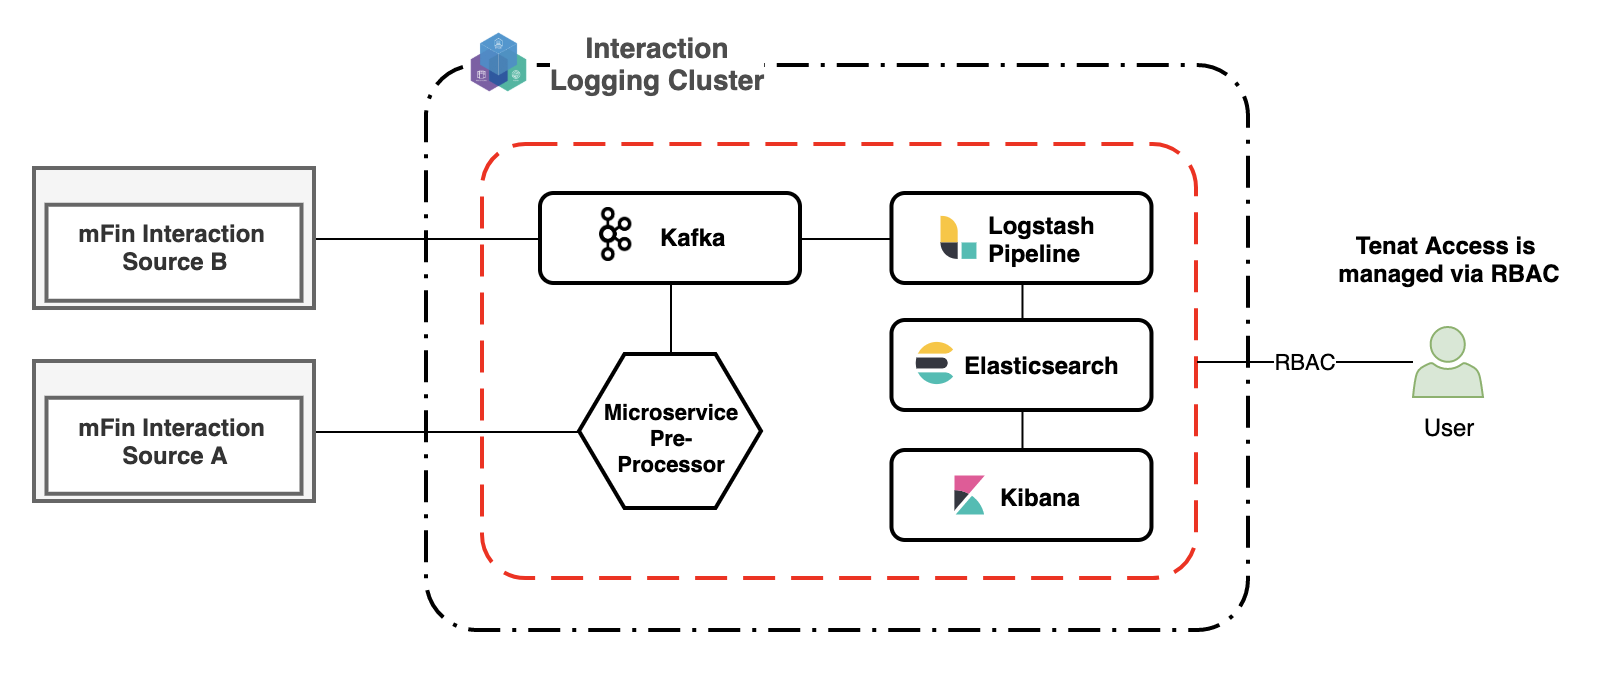 Interaction
Logging Cluster
mFin Interaction
Source B
Kafka
Logstash
Pipeline
Tenat Access is
managed via RBAC
Elasticsearch
RBAC
mFin Interaction
Source A
Microservice
Pre-
Processor
User
Kibana